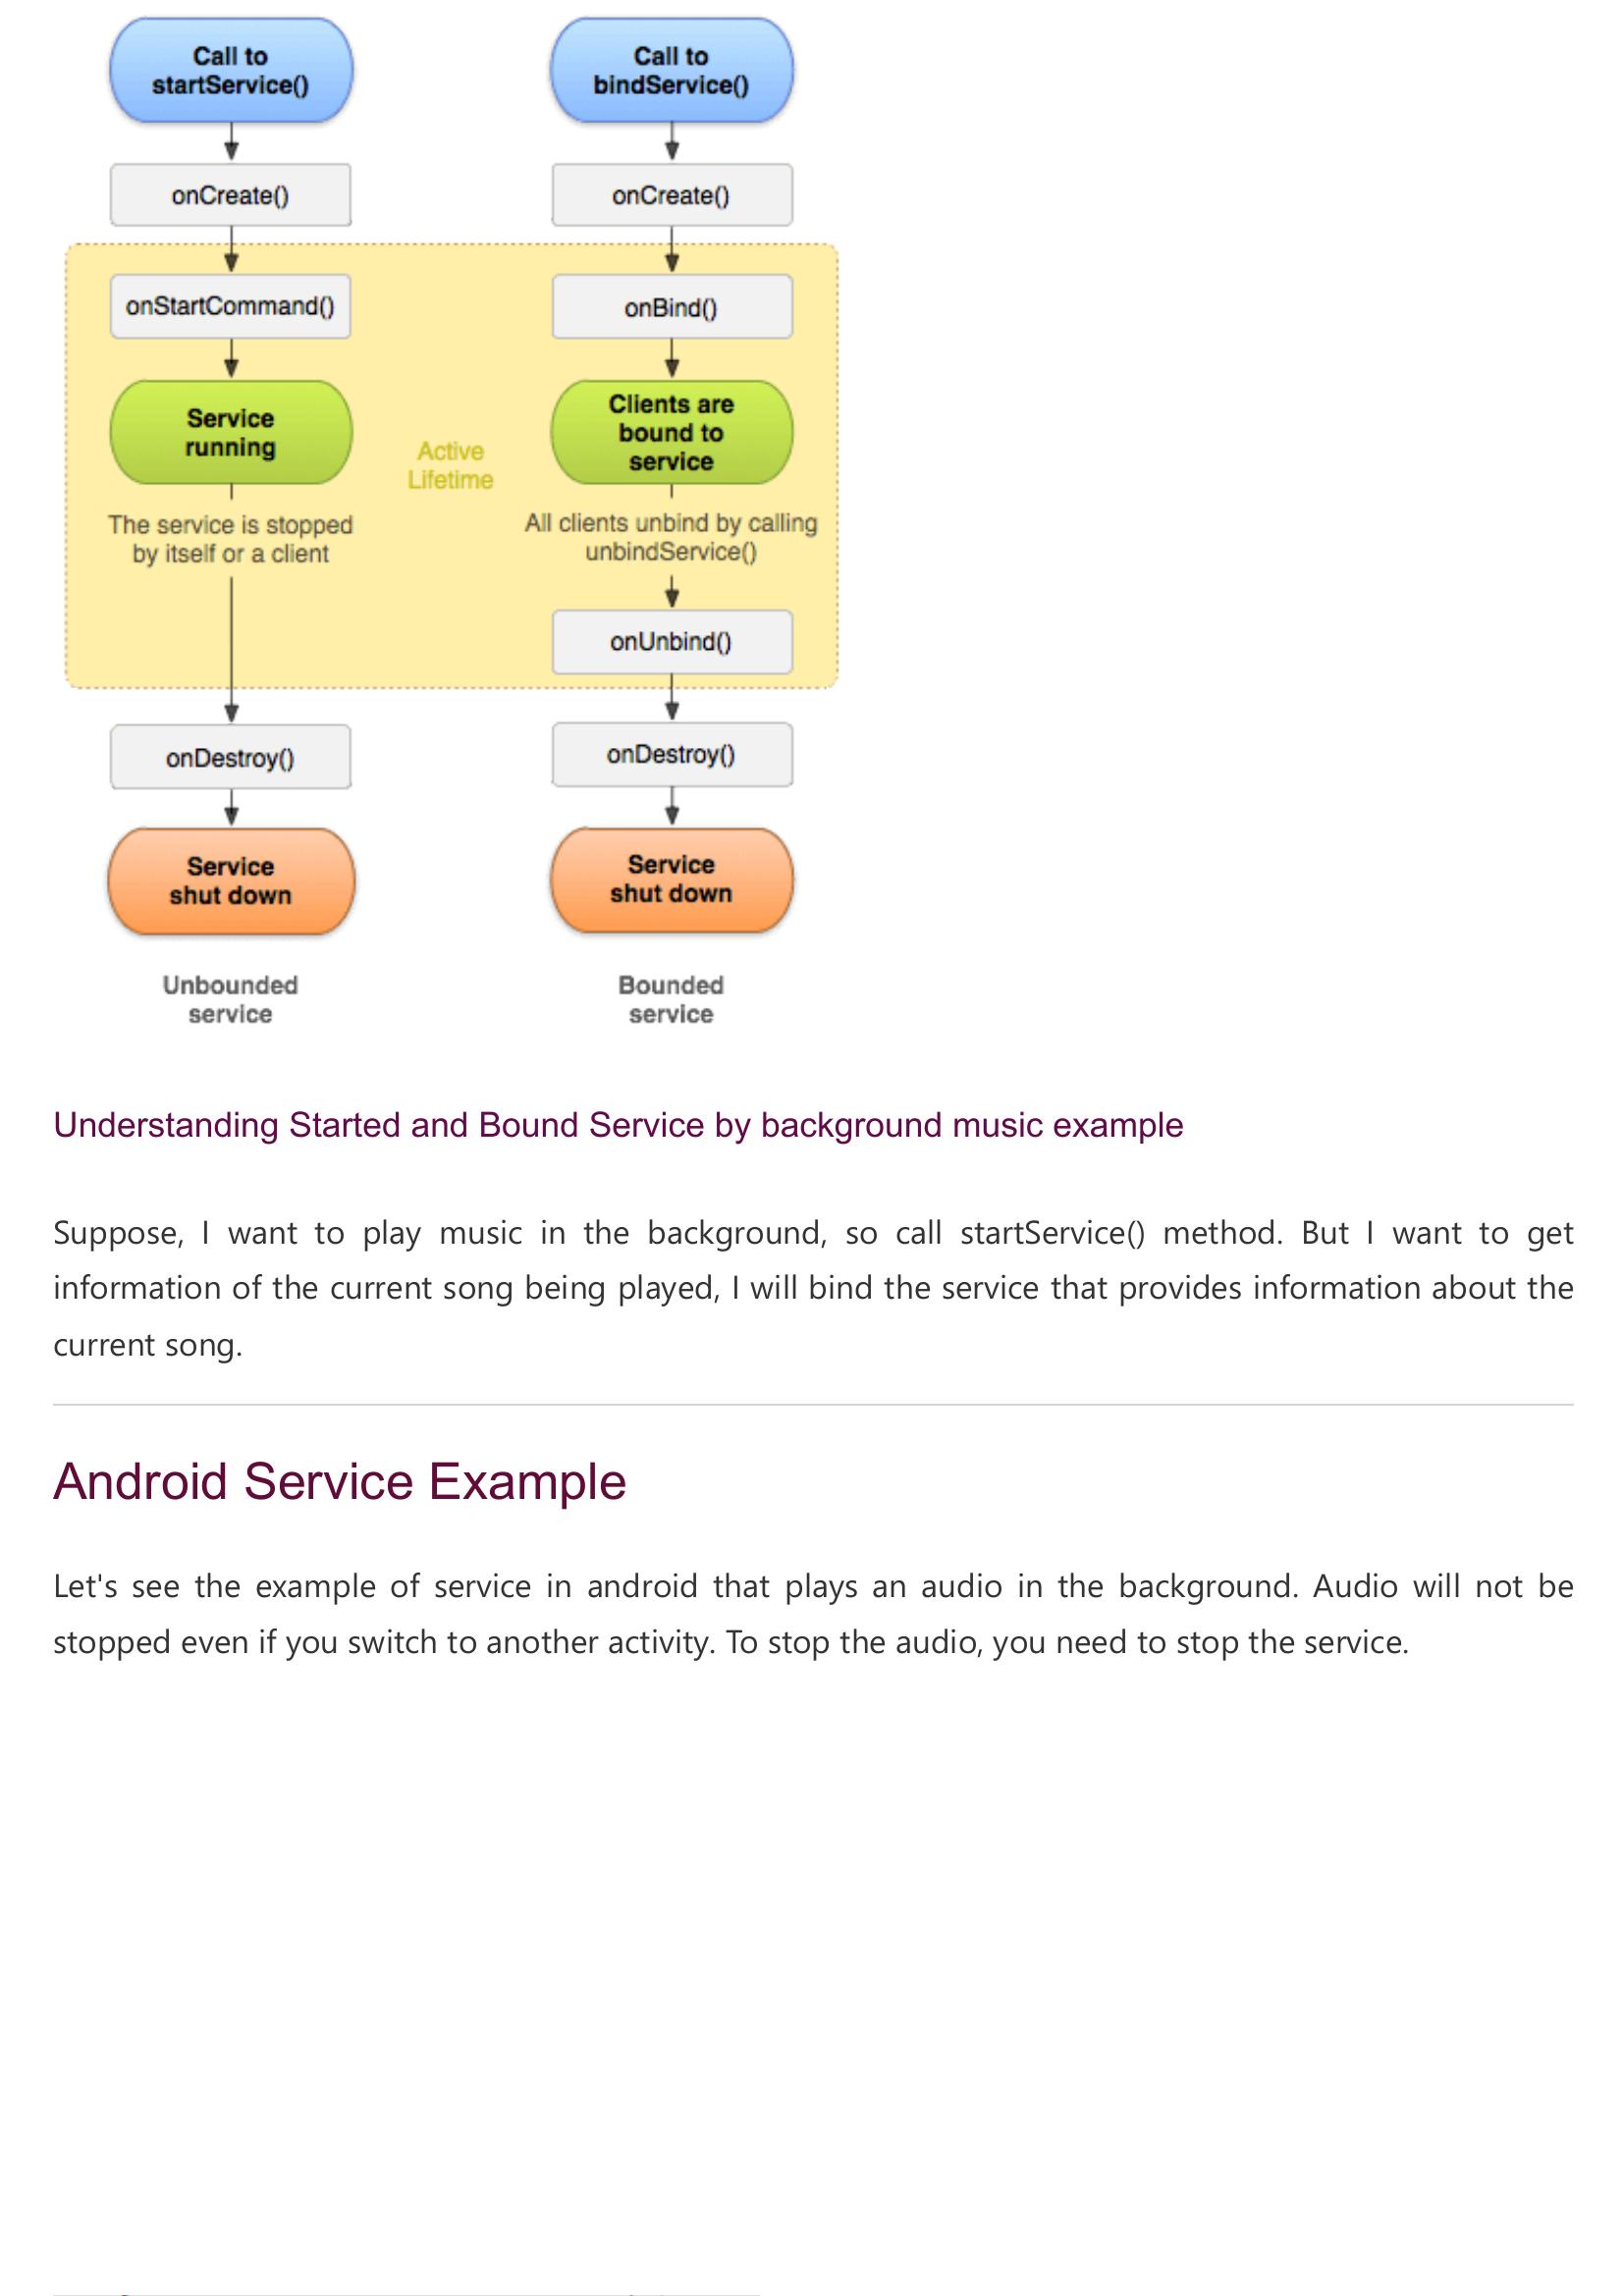 Call to
startService()
onCreate()
onStartCommand()
Service
running
The service is stopped
by itself or a client
onDestroy()
Service
shut down
Unbounded
service
Active
Lifetime
Call to
bindService()
onCreate()
onBind()
Clients are
bound to
service
All clients unbind by calling
unbindService()
onUnbind()
onDestroy()
Service
shut down
Bounded
service
Understanding Started and Bound Service by background music example
Suppose, I want to play music in the background, so call startService() method. But I want to get
information of the current song being played, I will bind the service that provides information about the
current song.
Android Service Example
Let's see the example of service in android that plays an audio in the background. Audio will not be
stopped even if you switch to another activity. To stop the audio, you need to stop the service.